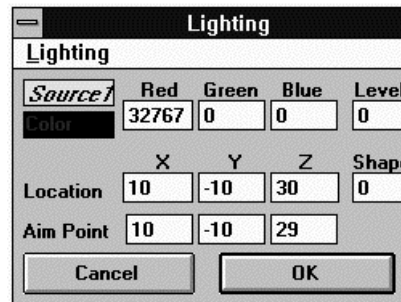 Lighting
Lighting
Source1 Red Green Blue Level
Color 32767 0 0 0
X Y Z Shape
Location 10 -10 30 0
Aim Point 10 -10 29
Cancel OK